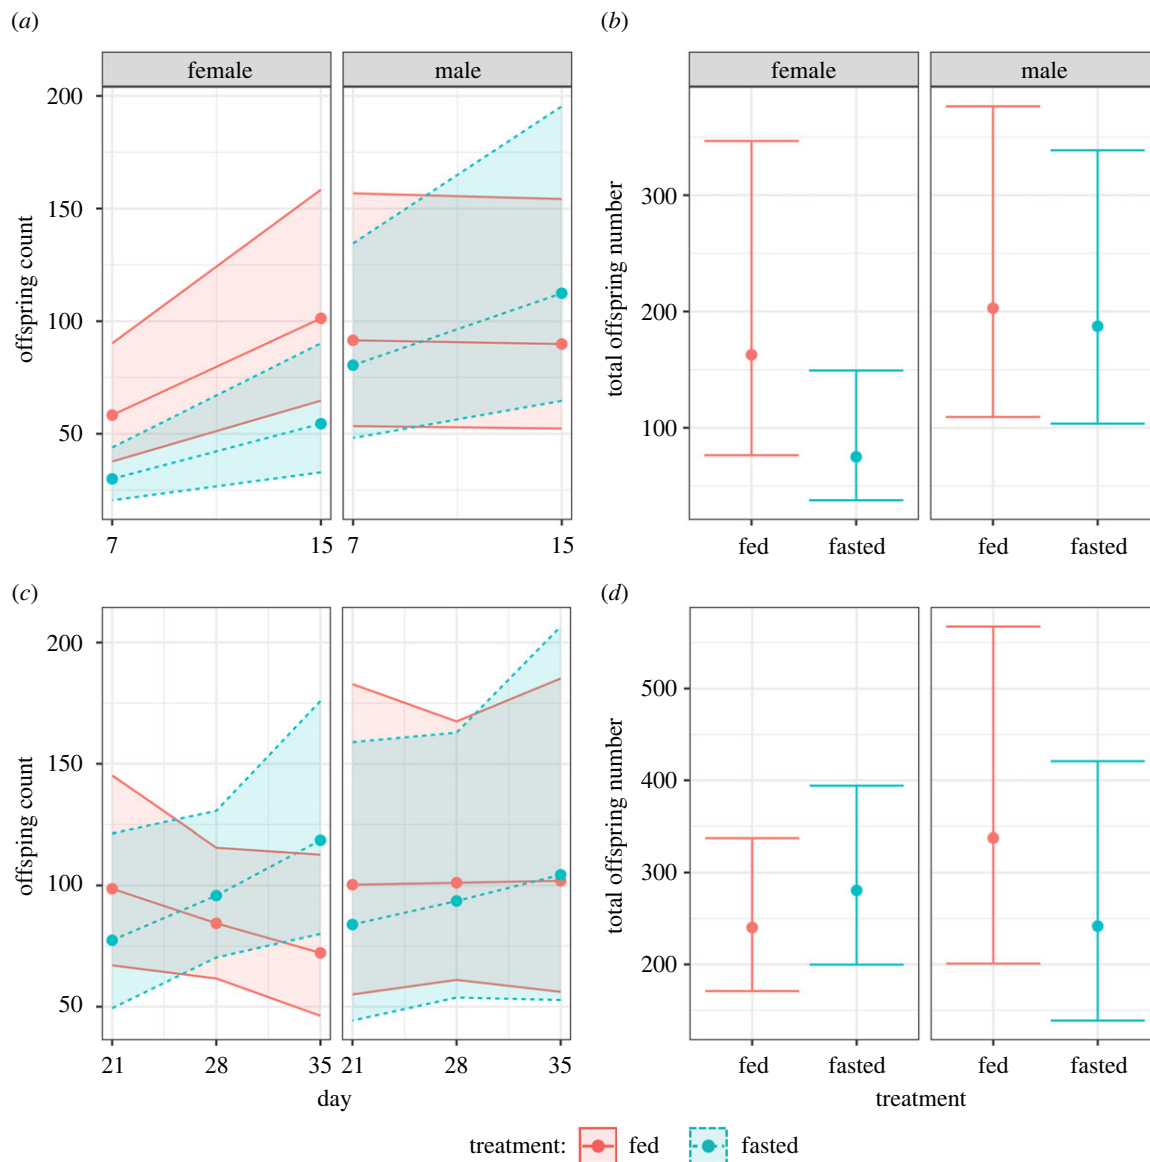 (a)
(b)
female
male
female
male
200
150
100
50
offspring count
7
15
7
15
300
200
100
total offspring number
fed
fasted
fed
fasted
(c)
(d)
200
150
100
50
offsping count
21
28
35
21
28
35
day
500
400
300
200
total offspring number
fed
fasted
fed
fasted
treatment
treatment: fed fasted